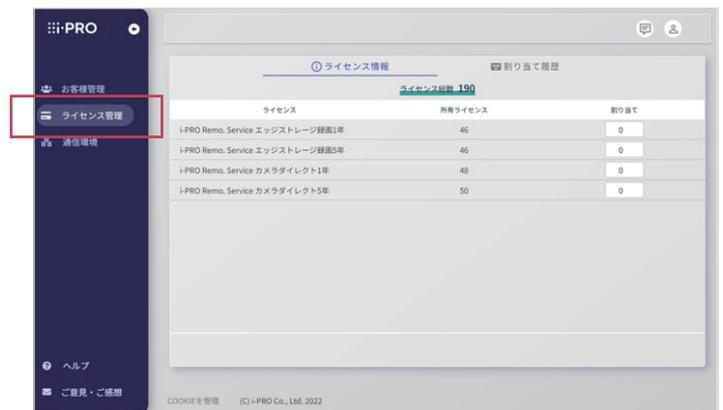 i-PRO
お客様管理
ライセンス管理
通信環境
ヘルプ
ご意見・ご感想
ライセンス情報
割り当て履歴
ライセンス総数 190
ライセンス 所有ライセンス 割り当て
i-PRO Remo. Service エッジストレージ録画1年 46 0
i-PRO Remo. Service エッジストレージ録画5年 46 0
i-PRO Remo. Service カメラダイレクト1年 48 0
i-PRO Remo. Service カメラダイレクト5年 50 0
COOKIEを管理 (C) i-PRO Co., Ltd. 2022